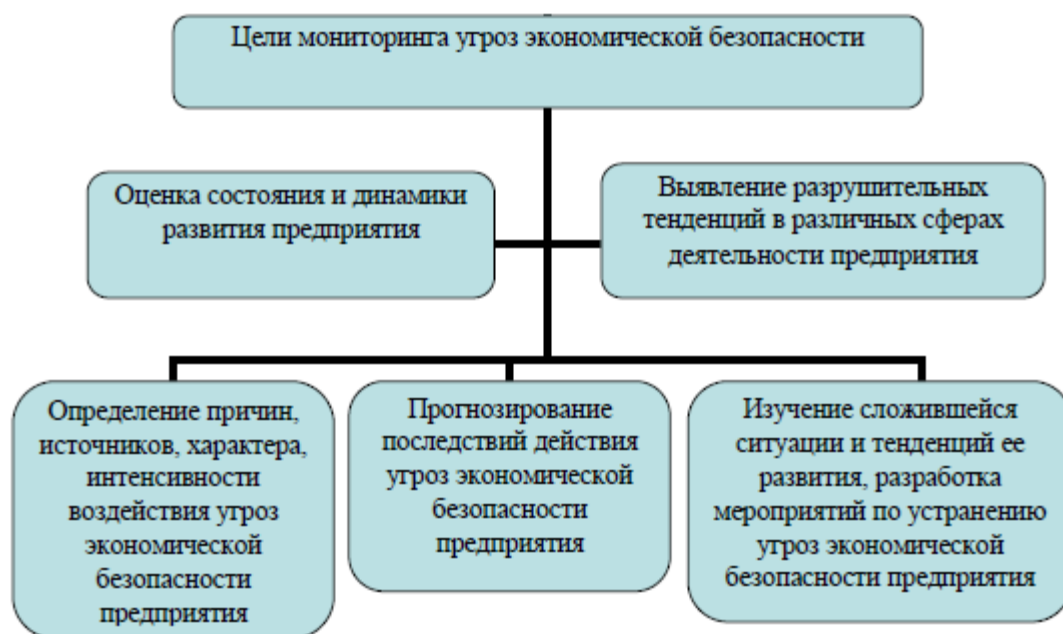 Цели мониторинга угроз экономической безопасности
Оценка состояния и динамики
развития предприятия
Выявление разрушительных
тенденций в различных сферах
деятельности предприятия
Определение причин,
источников, характера,
интенсивности
воздействия угроз
экономической
безопасности
предприятия
Прогнозирование
последствий действия
угроз экономической
безопасности
предприятия
Изучение сложившейся
ситуации и тенденций ее
развития, разработка
мероприятий по устранению
угроз экономической
безопасности предприятия